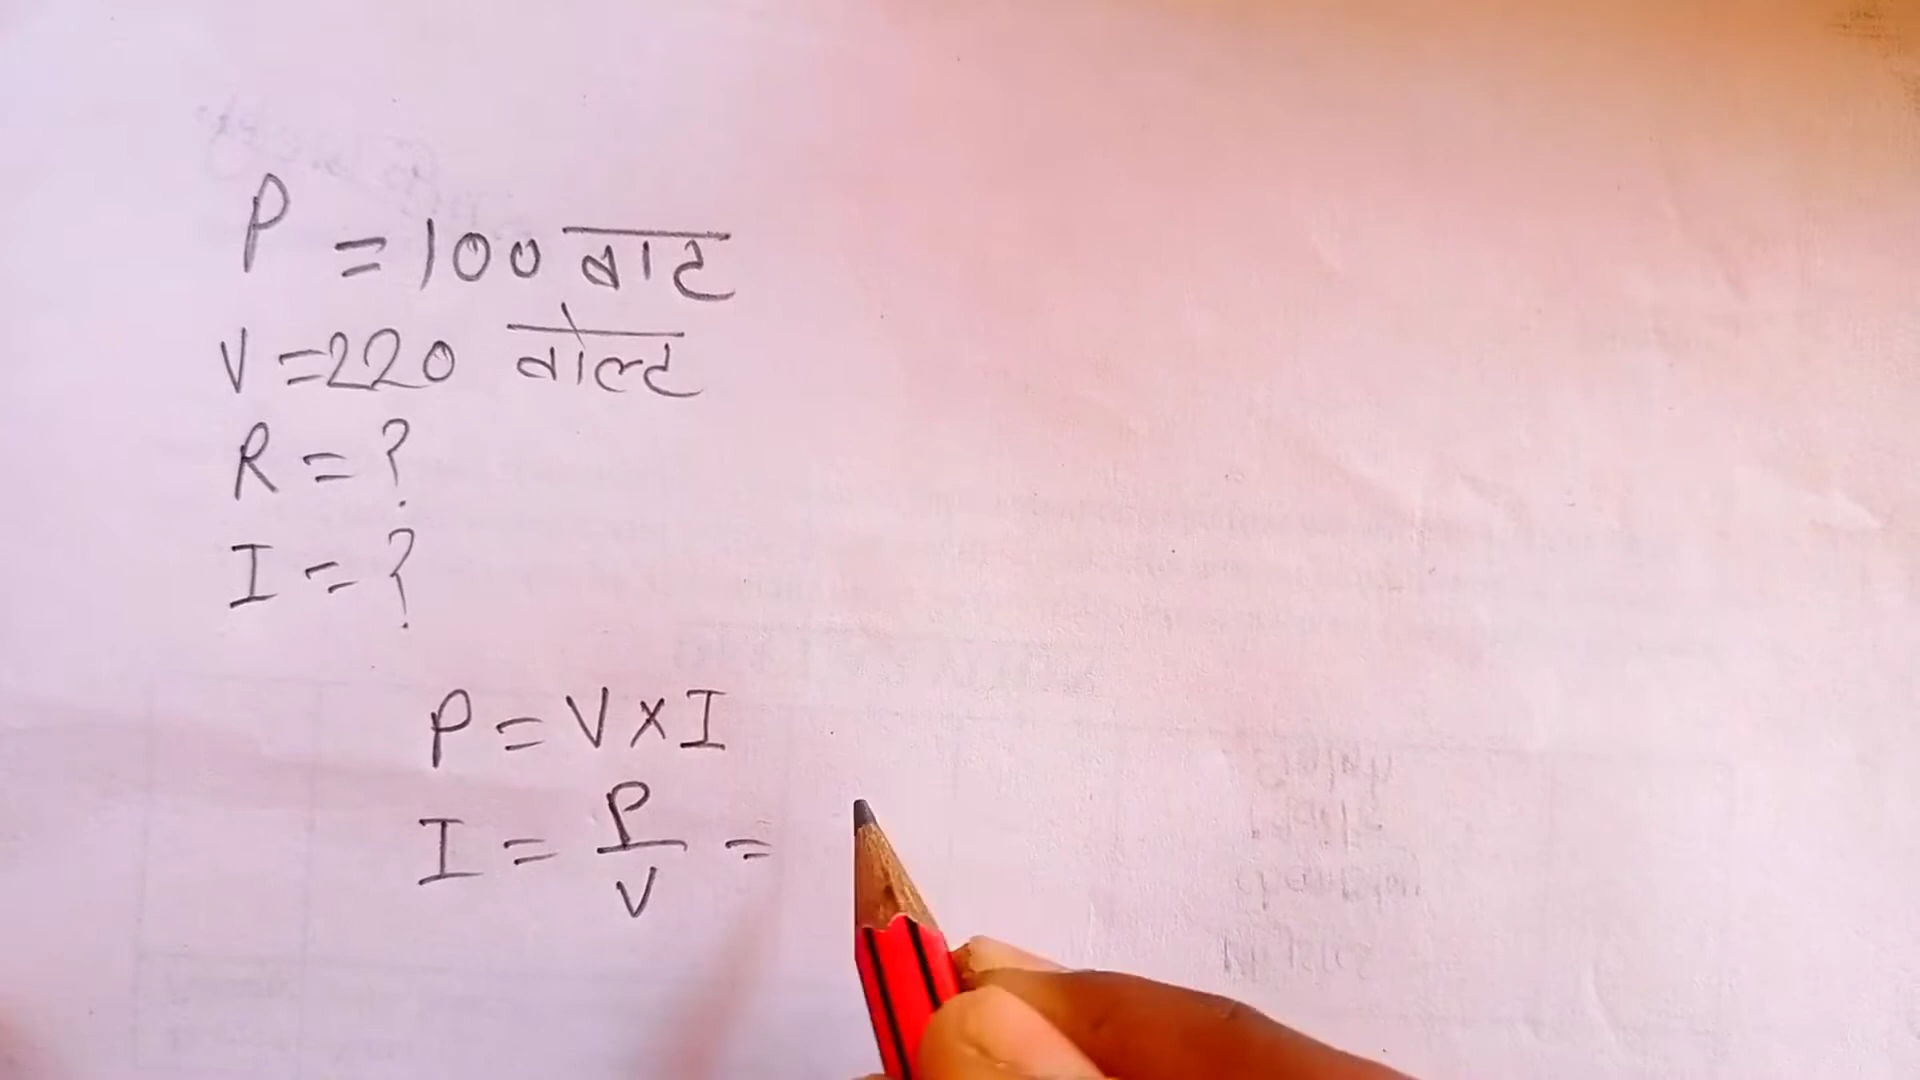 P = 100 वाट
V = 220 वोल्ट
R = ?
I = ?
P = V × I
I = P/V =